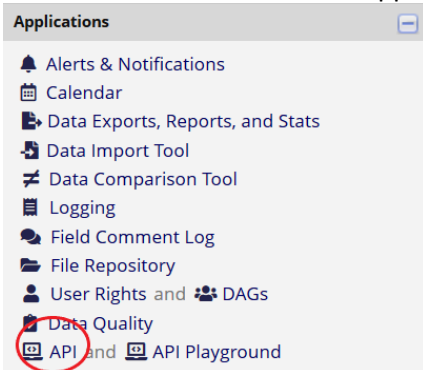 Applications
Alerts & Notifications
Calendar
Data Exports, Reports, and Stats
Data Import Tool
Data Comparison Tool
Logging
Field Comment Log
File Repository
User Rights and DAGs
Data Quality
API and API Playground